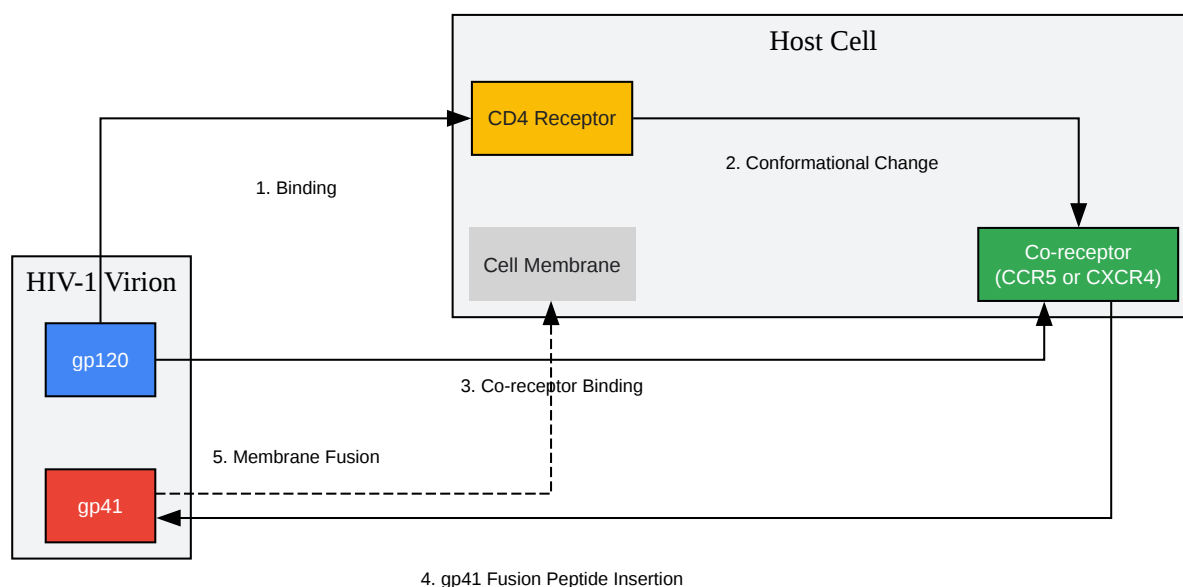 Host Cell
CD4 Receptor
2. Conformational Change
1. Binding
Co-receptor
(CCR5 or CXCR4)
Cell Membrane
HIV-1 Virion
gp120
3. Co-receptor Binding
5. Membrane Fusion
gp41
4. gp41 Fusion Peptide Insertion